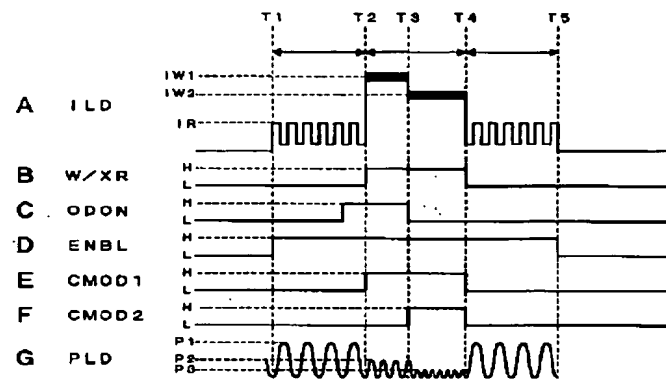 T1 T2 T3 T4 T5
IW1
IW2
A ILD
IR
B W/XR H L
C ODON H L
D ENBL H L
E CMOD1 H L
F CMOD2 H L
G PLD P1 P2 P3